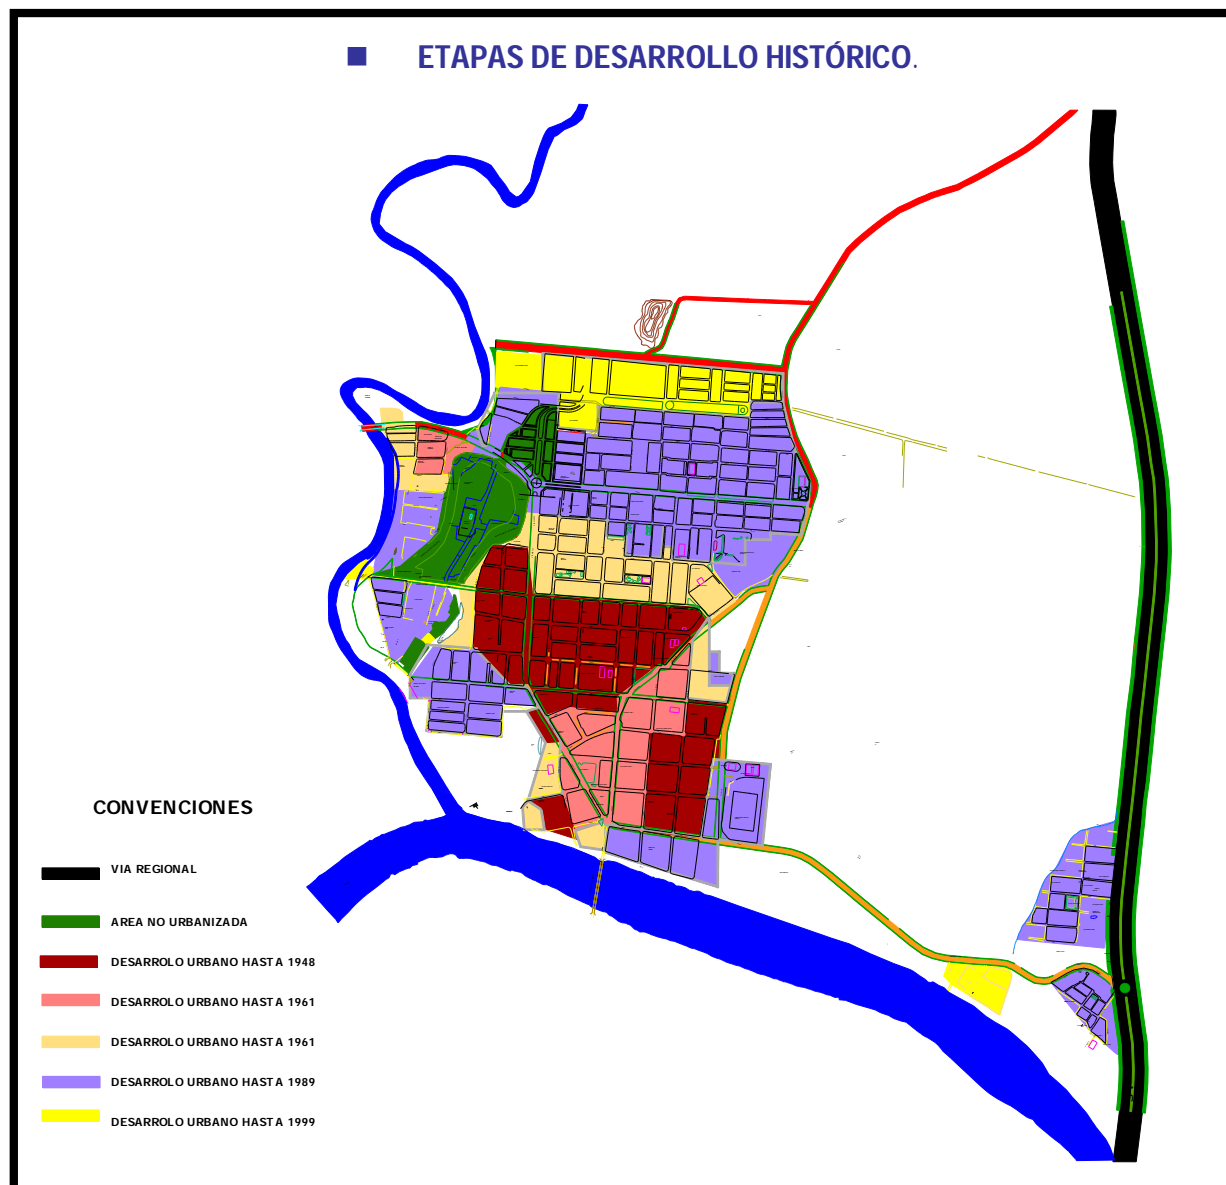 ■ ETAPAS DE DESARROLLO HISTÓRICO.
CONVENCIONES
VIA REGIONAL
AREA NO URBANIZADA
DESARROLO URBANO HASTA 1948
DESARROLO URBANO HASTA 1961
DESARROLO URBANO HASTA 1961
DESARROLO URBANO HASTA 1989
DESARROLO URBANO HASTA 1999